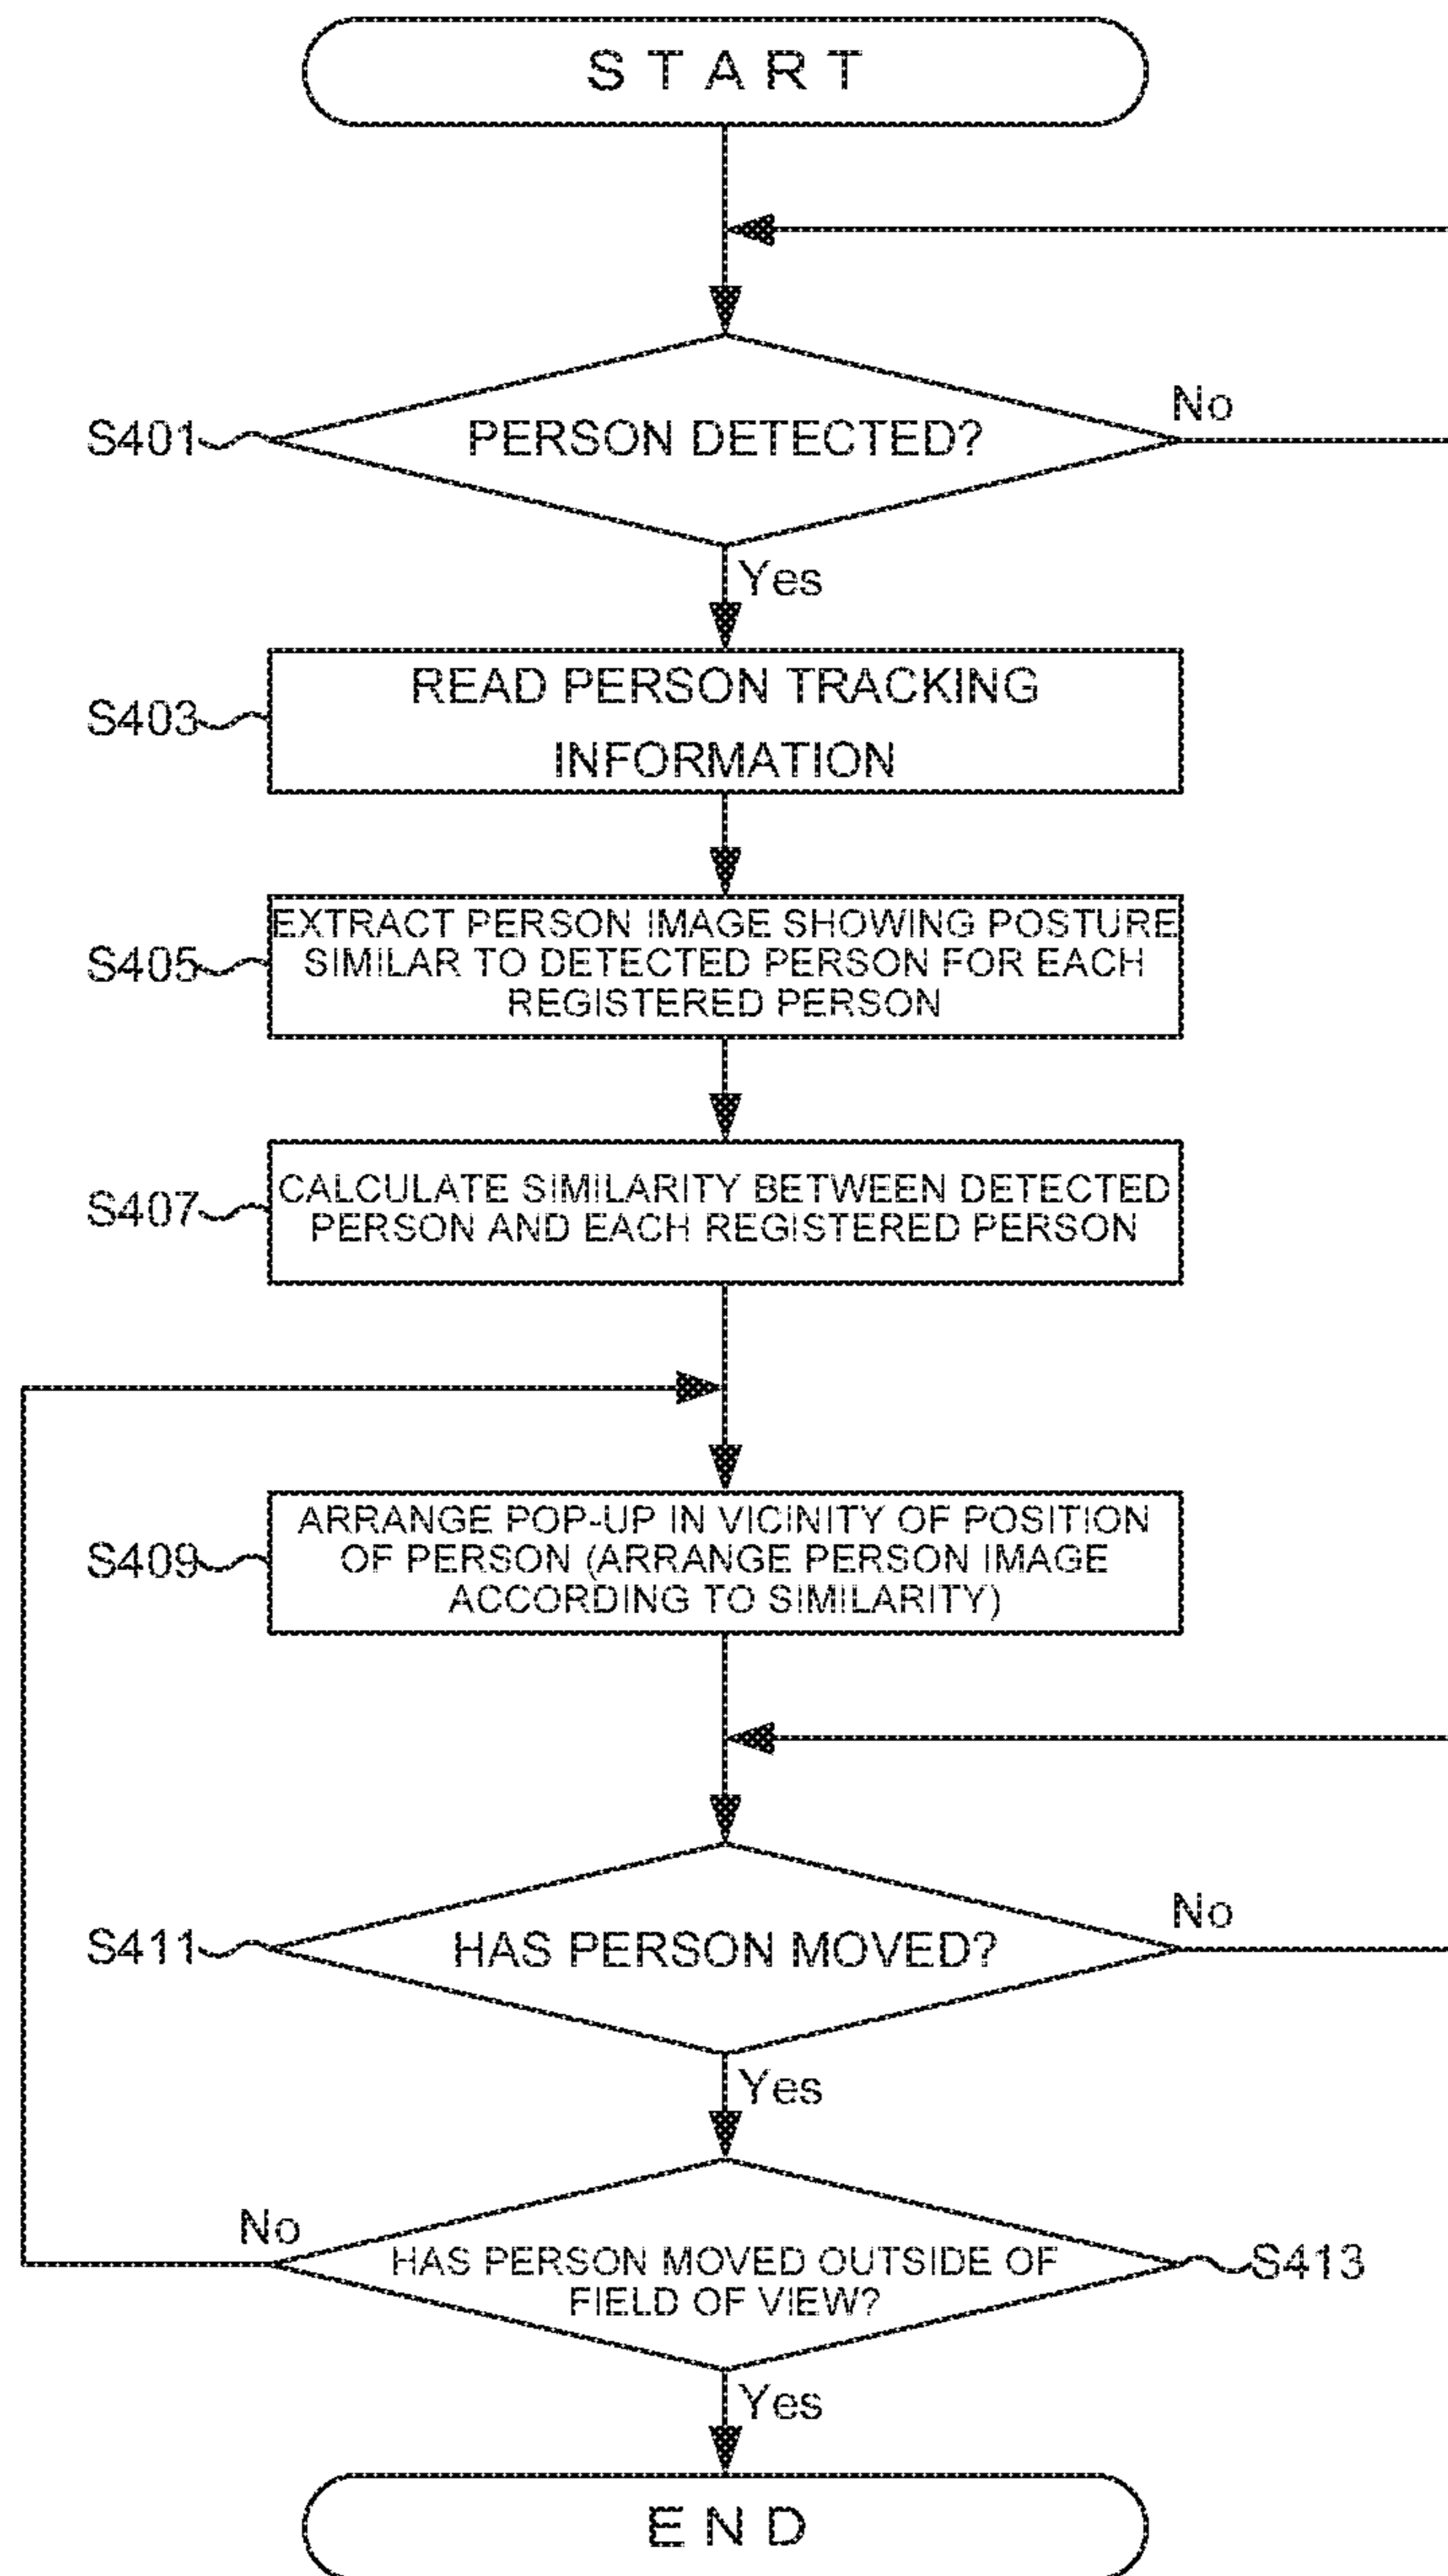 START
No
S401
PERSON DETECTED?
Yes
S403
READ PERSON TRACKING
INFORMATION
S405
EXTRACT PERSON IMAGE SHOWING POSTURE
SIMILAR TO DETECTED PERSON FOR EACH
REGISTERED PERSON
S407
CALCULATE SIMILARITY BETWEEN DETECTED
PERSON AND EACH REGISTERED PERSON
S409
ARRANGE POP-UP IN VICINITY OF POSITION
OF PERSON (ARRANGE PERSON IMAGE
ACCORDING TO SIMILARITY)
No
S411
HAS PERSON MOVED?
Yes
No
HAS PERSON MOVED OUTSIDE OF
FIELD OF VIEW?
S413
Yes
END